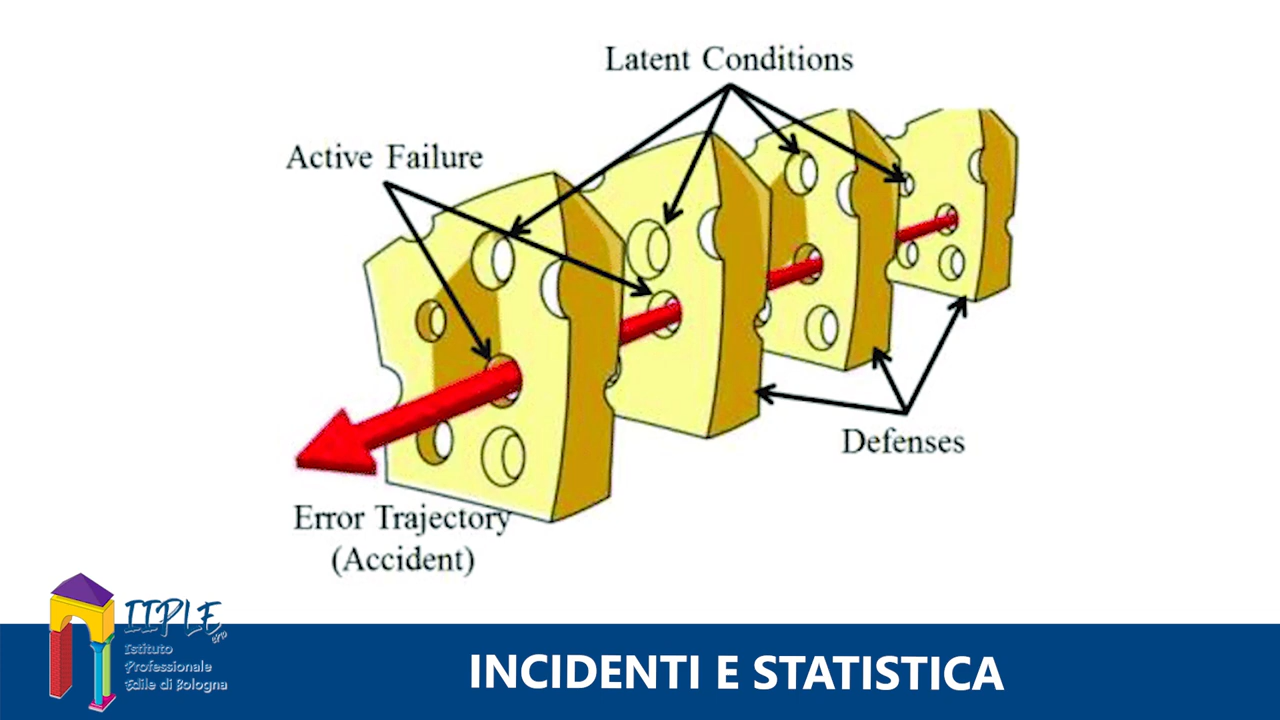 Latent Conditions
Active Failure
Defenses
Error Trajectory
(Accident)
IIPLE
Istituto
Professionale
Edile di Bologna
INCIDENTI E STATISTICA